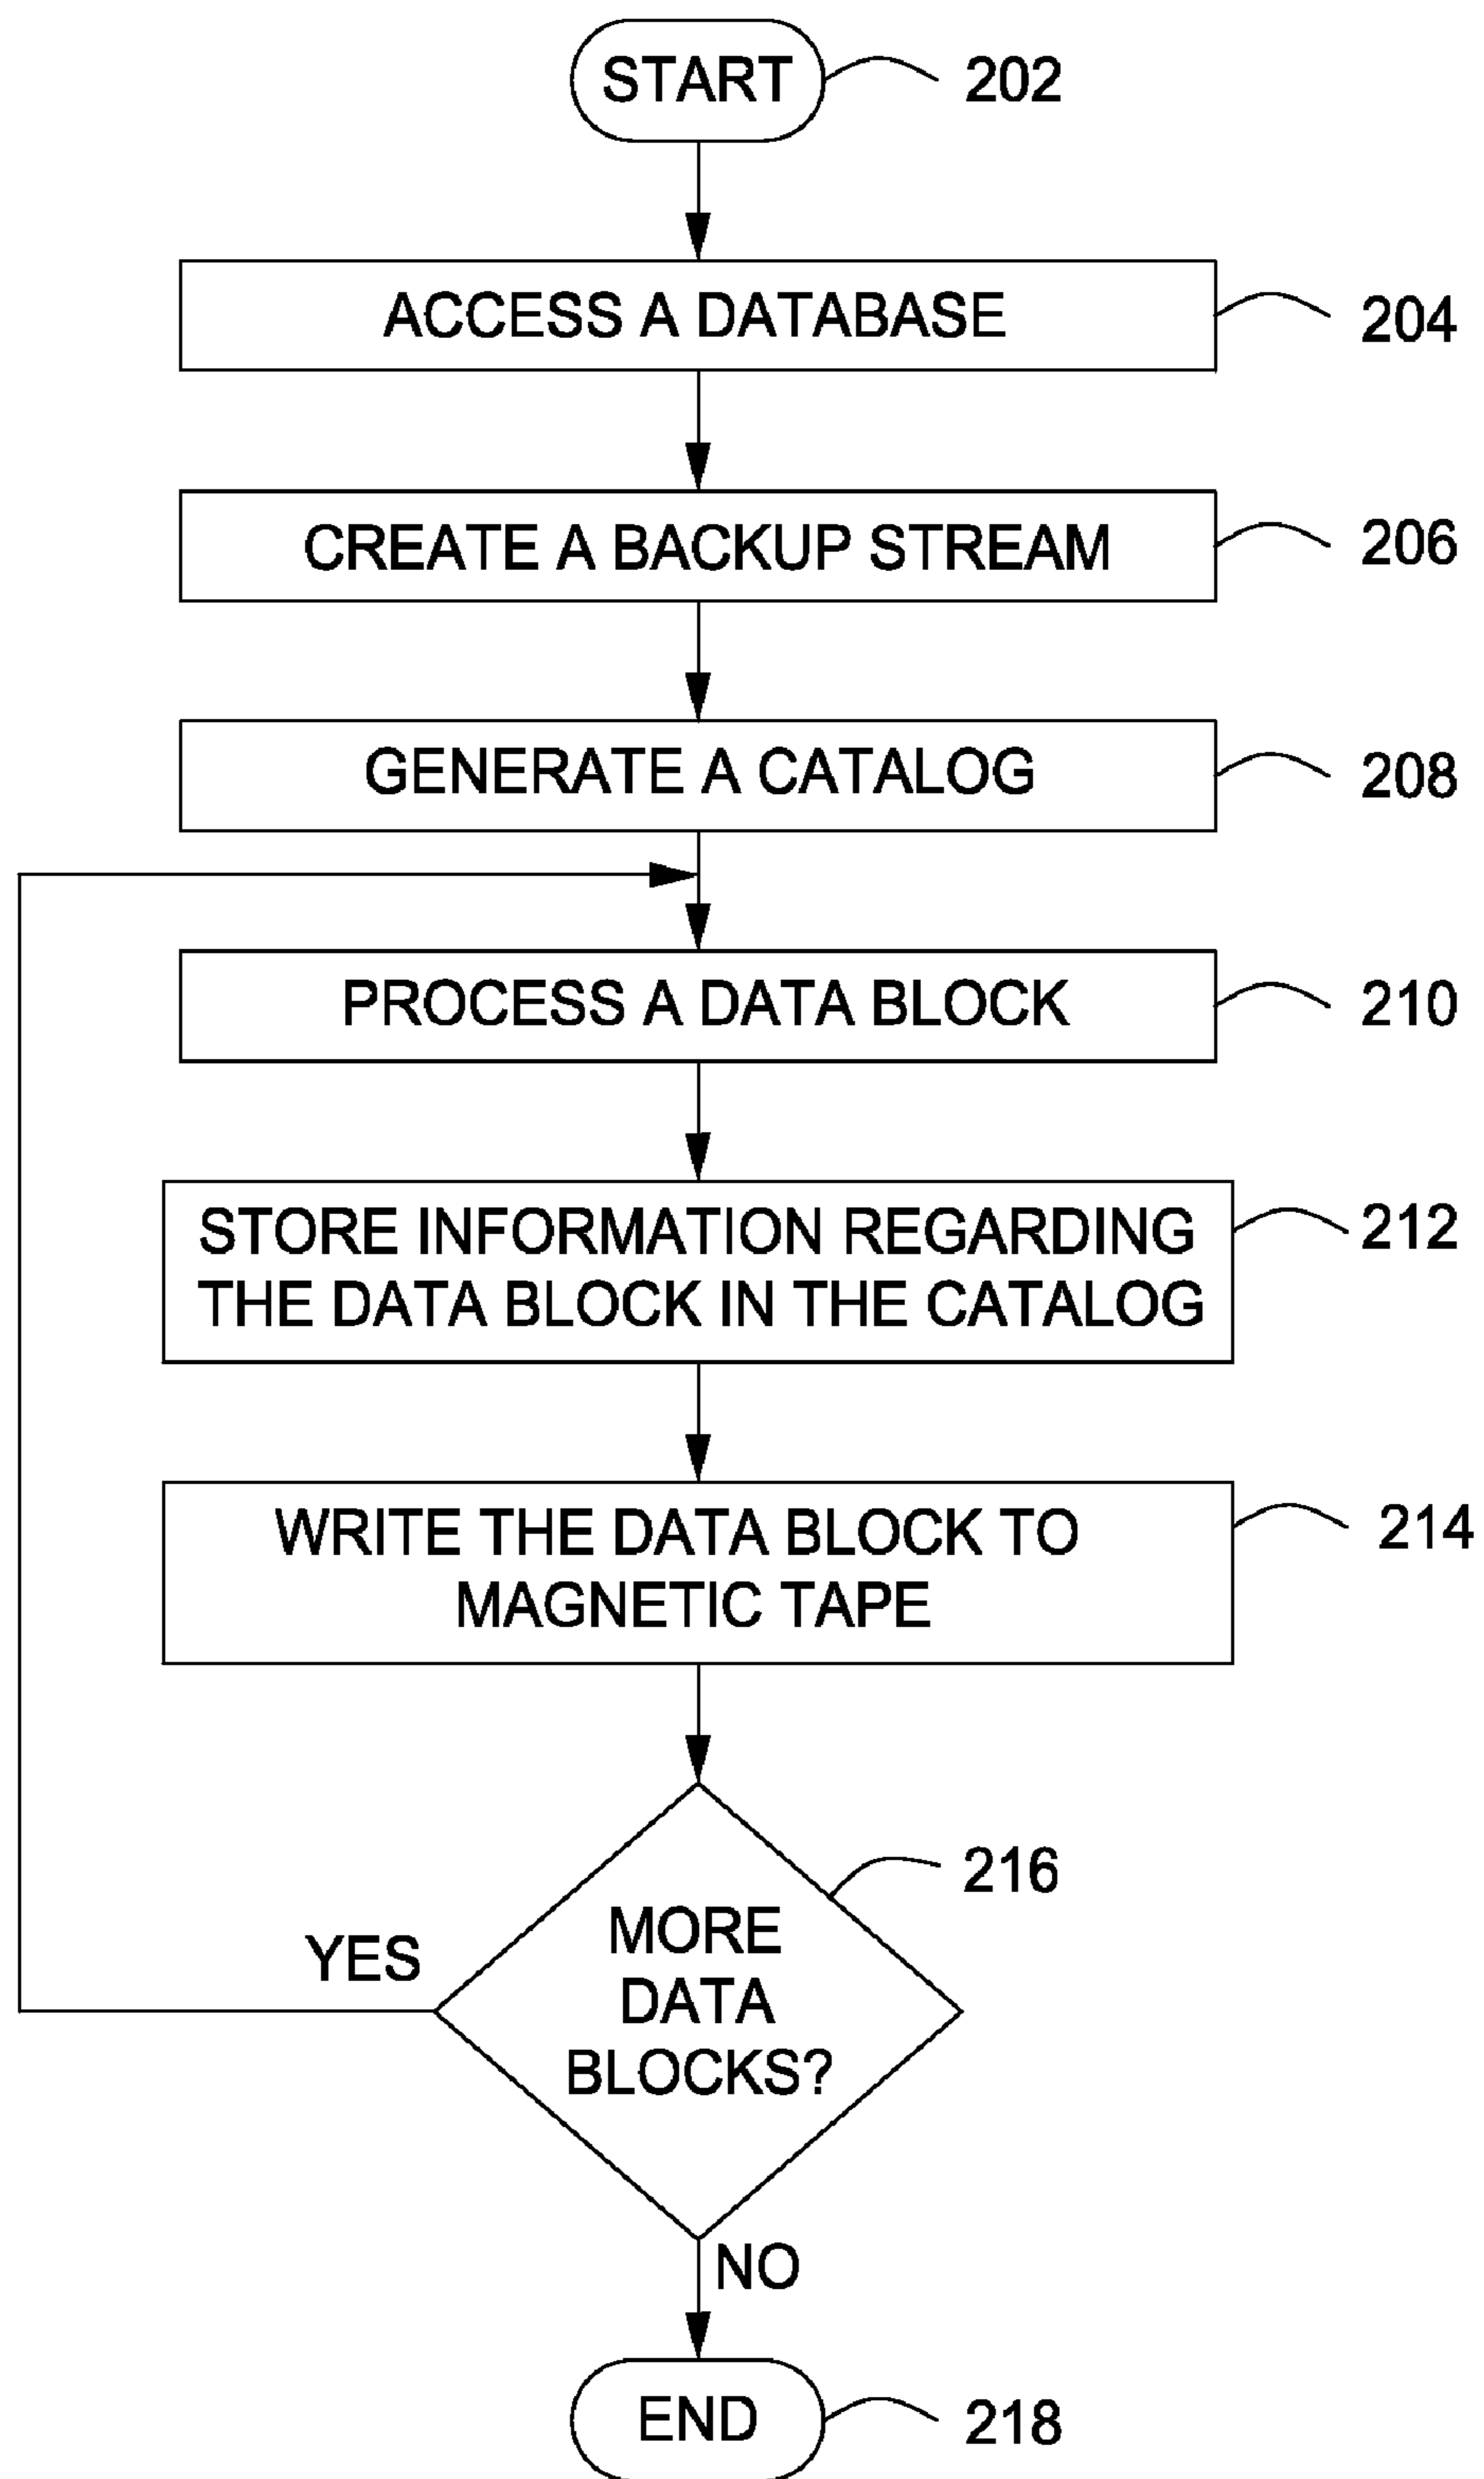 START
202
ACCESS A DATABASE
204
CREATE A BACKUP STREAM
206
GENERATE A CATALOG
208
PROCESS A DATA BLOCK
210
STORE INFORMATION REGARDING
THE DATA BLOCK IN THE CATALOG
212
WRITE THE DATA BLOCK TO
MAGNETIC TAPE
214
216
MORE
DATA
BLOCKS?
YES
NO
END
218